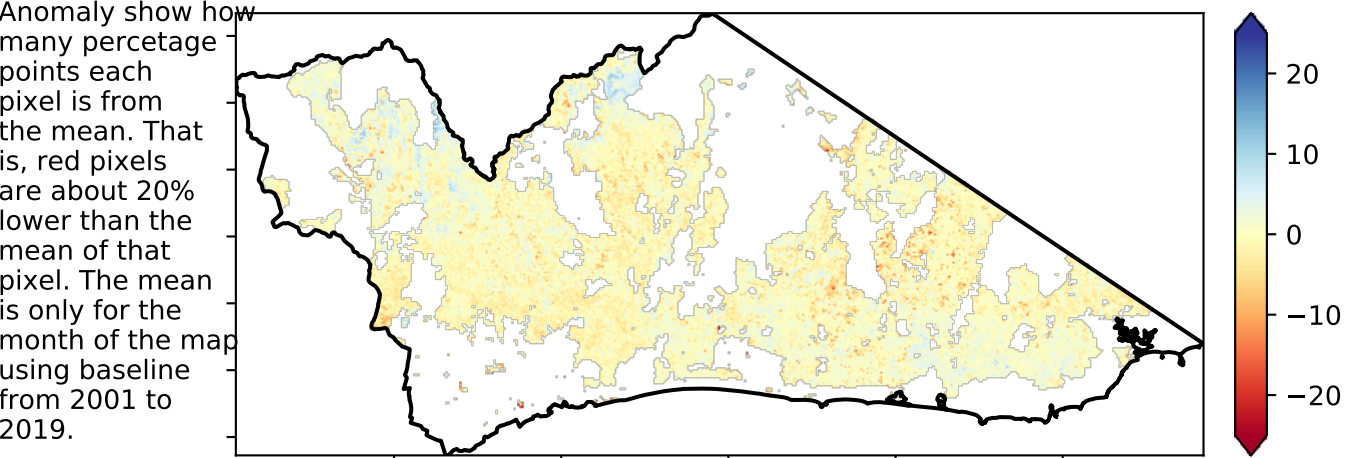 Anomaly show how
many percetage
points each
pixel is from
the mean. That
is, red pixels
are about 20%
lower than the
mean of that
pixel. The mean
is only for the
month of the map
using baseline
from 2001 to
2019.
20
10
0
−10
−20